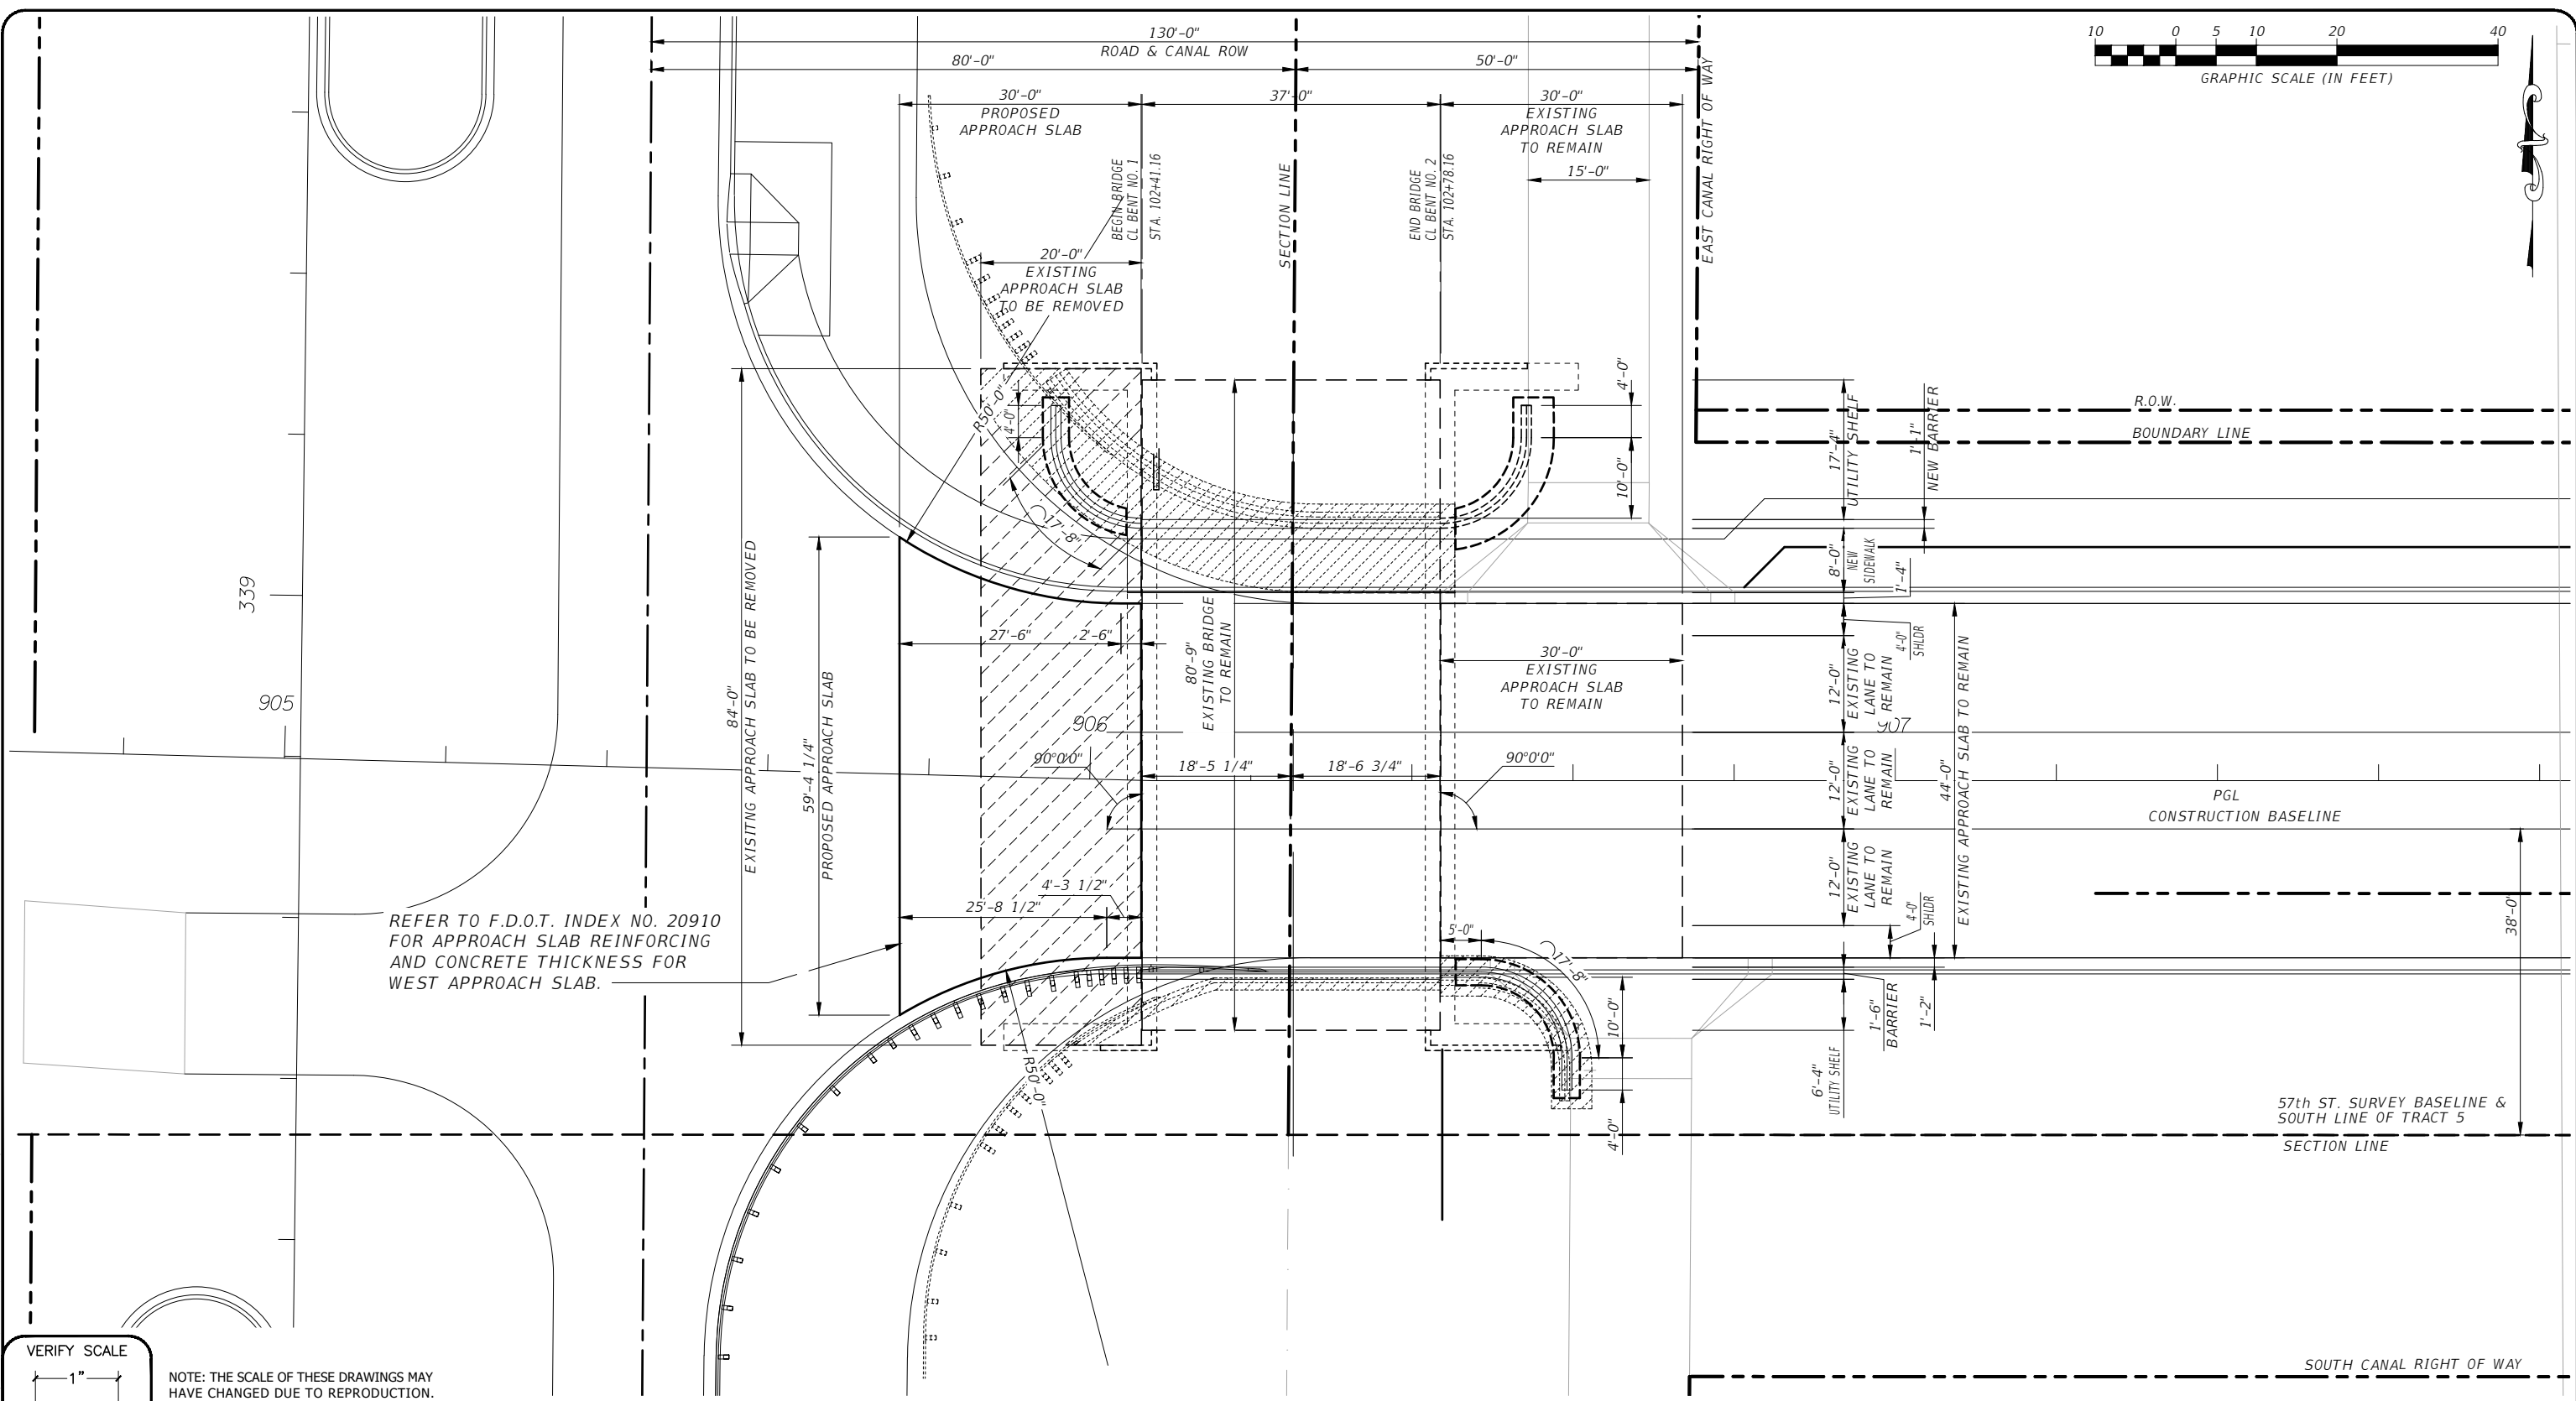 130'-0"
ROAD & CANAL ROW
80'-0"
50'-0"
10 0 5 10 20 40
GRAPHIC SCALE (IN FEET)
30'-0"
PROPOSED
APPROACH SLAB
37'-0"
30'-0"
EXISTING
APPROACH SLAB
TO REMAIN
15'-0"
BEGIN BRIDGE
CL BENT NO. 1
STA. 102+41.16
SECTION LINE
END BRIDGE
CL BENT NO. 2
STA. 102+78.16
EAST CANAL RIGHT OF WAY
20'-0"
EXISTING
APPROACH SLAB
TO BE REMOVED
R50'-0"
4'-0"
17'-8"
4'-0"
10'-0"
17'-4"
UTILITY SHELF
1'-1"
NEW BARRIER
R.O.W.
BOUNDARY LINE
8'-0"
NEW
SIDEWALK
1'-4"
339
905
906
907
84'-0"
EXISITNG APPROACH SLAB TO BE REMOVED
59'-4 1/4"
PROPOSED APPROACH SLAB
27'-6"
2'-6"
80'-9"
EXISTING BRIDGE
TO REMAIN
30'-0"
EXISTING
APPROACH SLAB
TO REMAIN
4'-0"
SHLDR
12'-0"
EXISTING
LANE TO
REMAIN
12'-0"
EXISTING
LANE TO
REMAIN
12'-0"
EXISTING
LANE TO
REMAIN
44'-0"
EXISTING APPROACH SLAB TO REMAIN
90°0'0"
18'-5 1/4"
18'-6 3/4"
90°0'0"
PGL
CONSTRUCTION BASELINE
4'-3 1/2"
25'-8 1/2"
REFER TO F.D.O.T. INDEX NO. 20910
FOR APPROACH SLAB REINFORCING
AND CONCRETE THICKNESS FOR
WEST APPROACH SLAB.
5'-0"
17'-8"
10'-0"
4'-0"
4'-0"
SHLDR
1'-6"
BARRIER
1'-2"
6'-4"
UTILITY SHELF
38'-0"
R50'-0"
57th ST. SURVEY BASELINE &
SOUTH LINE OF TRACT 5
SECTION LINE
SOUTH CANAL RIGHT OF WAY
VERIFY SCALE
1"
NOTE: THE SCALE OF THESE DRAWINGS MAY
HAVE CHANGED DUE TO REPRODUCTION.